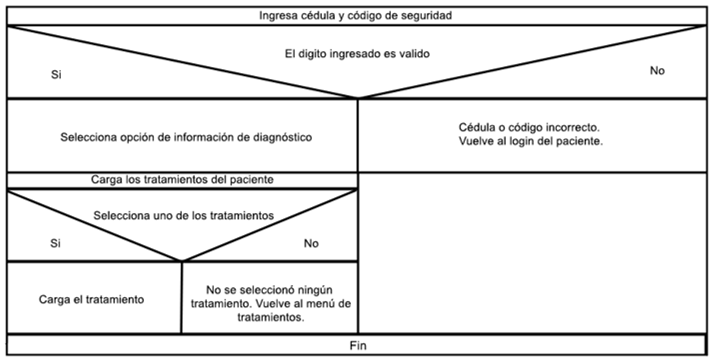 Ingresa cédula y código de seguridad
El digito ingresado es valido
Si
No
Selecciona opción de información de diagnóstico
Cédula o código incorrecto.
Vuelve al login del paciente.
Carga los tratamientos del paciente
Selecciona uno de los tratamientos
Si
No
Carga el tratamiento
No se seleccionó ningún
tratamiento. Vuelve al menú de
tratamientos.
Fin